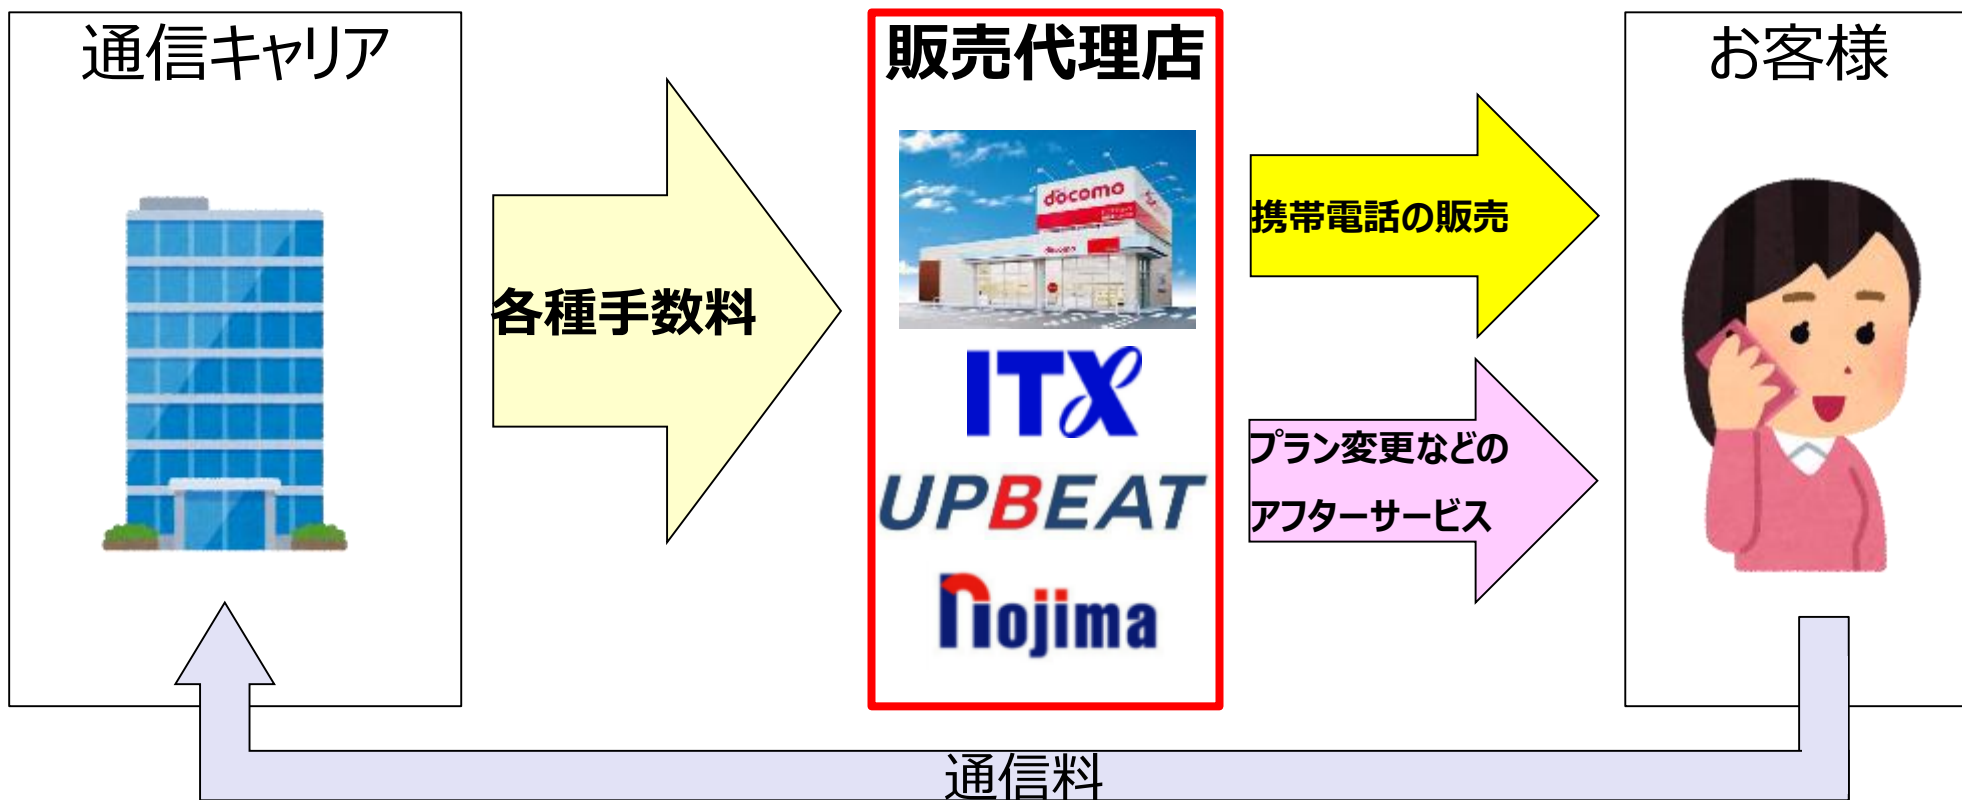 通信キャリア
販売代理店
お客様
各種手数料
döcomo
docomo
ITX
UPBEAT
nojima
携帯電話の販売
プラン変更などの
アフターサービス
通信料